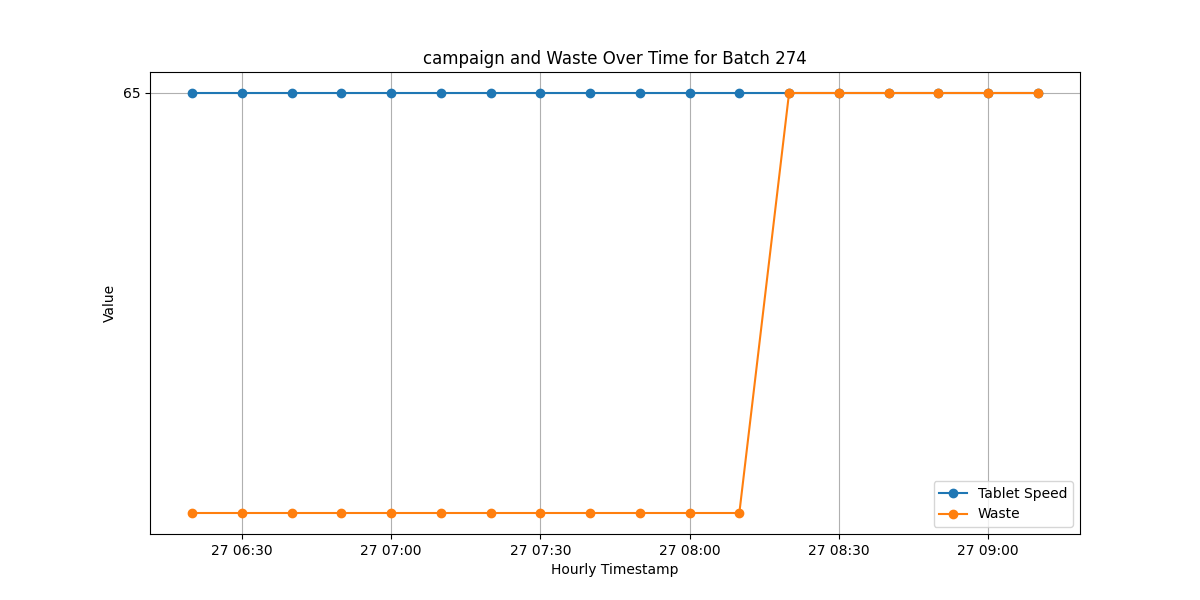 campaign and Waste Over Time for Batch 274
65
Value
27 06:30 27 07:00 27 07:30 27 08:00 27 08:30 27 09:00
Hourly Timestamp
Tablet Speed
Waste